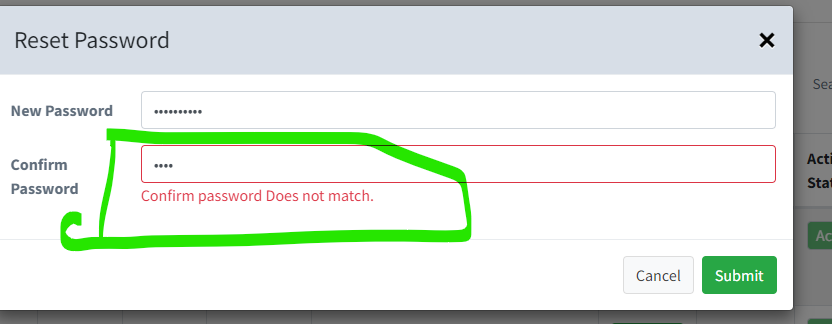 Reset Password
×
Sea
New Password
••••••••••
Confirm
Password
••••
Confirm password Does not match.
Acti
Stat
Ac
Cancel
Submit